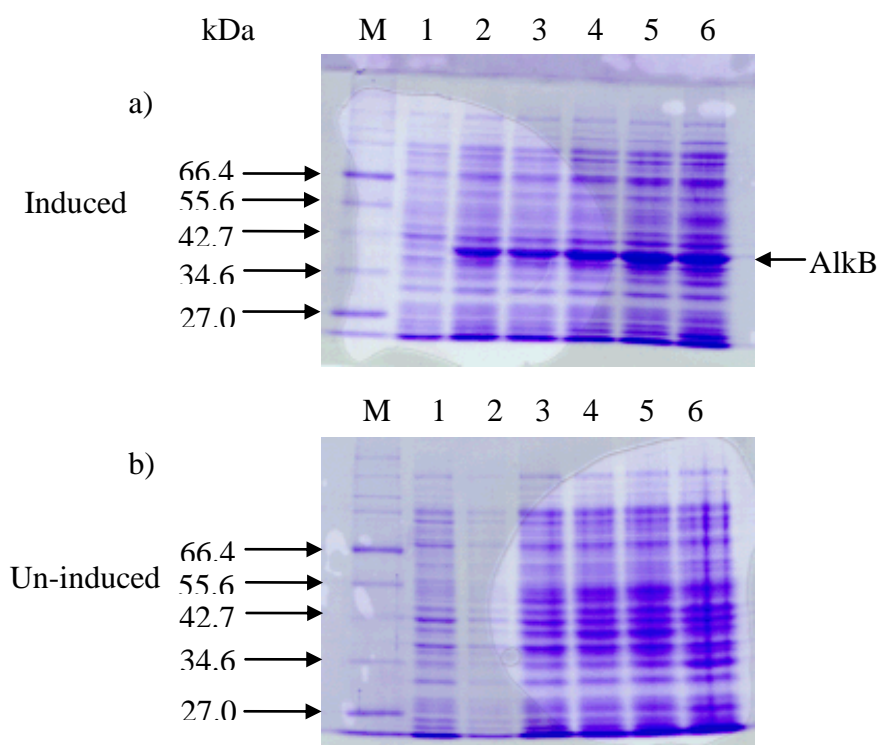 kDa M 1 2 3 4 5 6
a)
66.4
Induced
55.6
42.7
AlkB
34.6
27.0
M 1 2 3 4 5 6
b)
66.4
Un-induced
55.6
42.7
34.6
27.0